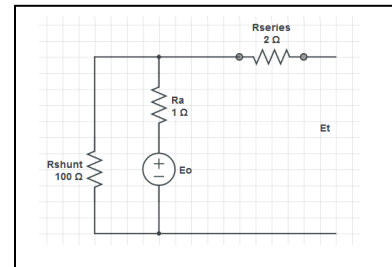 Rseries
2 Ω
Ra
1 Ω
Et
Rshunt
100 Ω
+
−
Eo